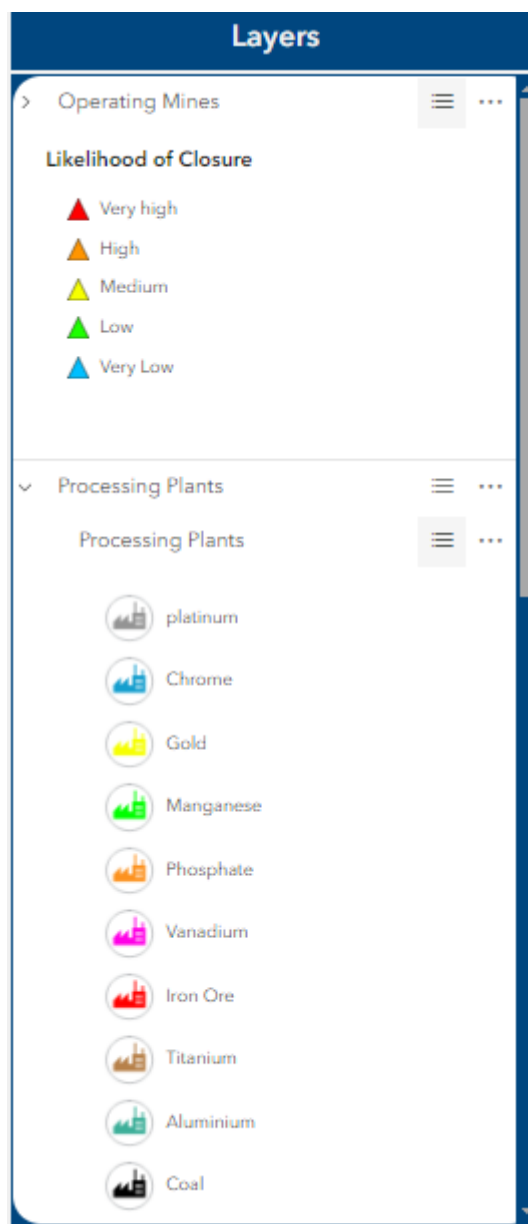 Layers
Operating Mines
Likelihood of Closure
Very high
High
Medium
Low
Very Low
Processing Plants
Processing Plants
platinum
Chrome
Gold
Manganese
Phosphate
Vanadium
Iron Ore
Titanium
Aluminium
Coal